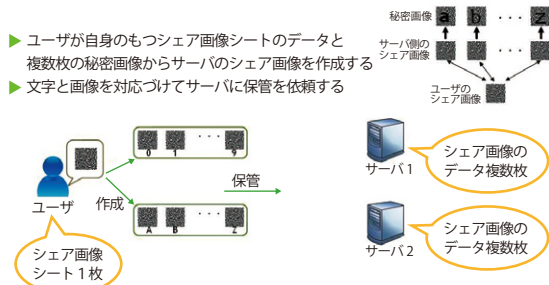 ▶ ユーザが自身のもつシェア画像シートのデータと
複数枚の秘密画像からサーバのシェア画像を作成する
▶ 文字と画像を対応づけてサーバに保管を依頼する
秘密画像
a b ・・・ z
サーバ側の
シェア画像
ユーザの
シェア画像
0 1 ・・・ 9
A B ・・・ Z
ユーザ
作成
保管
シェア画像
シート1枚
サーバ1
シェア画像の
データ複数枚
サーバ2
シェア画像の
データ複数枚